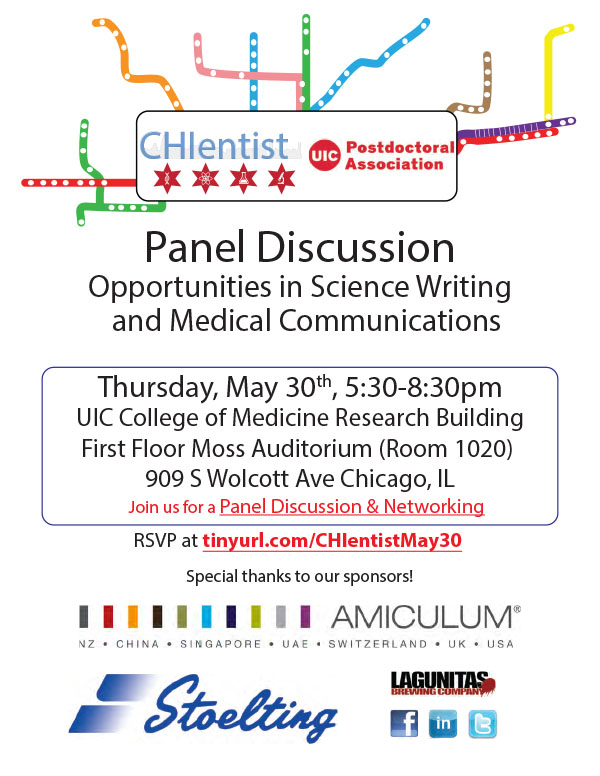 CHIentist
UIC Postdoctoral
Association
Panel Discussion
Opportunities in Science Writing
and Medical Communications
Thursday, May 30th, 5:30-8:30pm
UIC College of Medicine Research Building
First Floor Moss Auditorium (Room 1020)
909 S Wolcott Ave Chicago, IL
Join us for a Panel Discussion & Networking
RSVP at tinyurl.com/CHIentistMay30
Special thanks to our sponsors!
AMICULUM®
NZ • CHINA • SINGAPORE • UAE • SWITZERLAND • UK • USA
Stoelting
LAGUNITAS
BREWING COMPANY
f in t